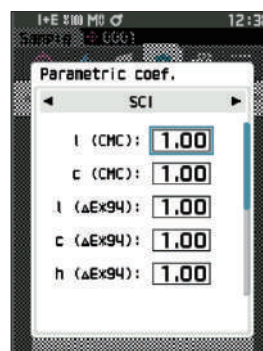 I+E M0 12:3
Sample 0001
Parametric coef.
◄ SCI ►
l (CMC): 1.00
c (CMC): 1.00
l (ΔE*94): 1.00
c (ΔE*94): 1.00
h (ΔE*94): 1.00